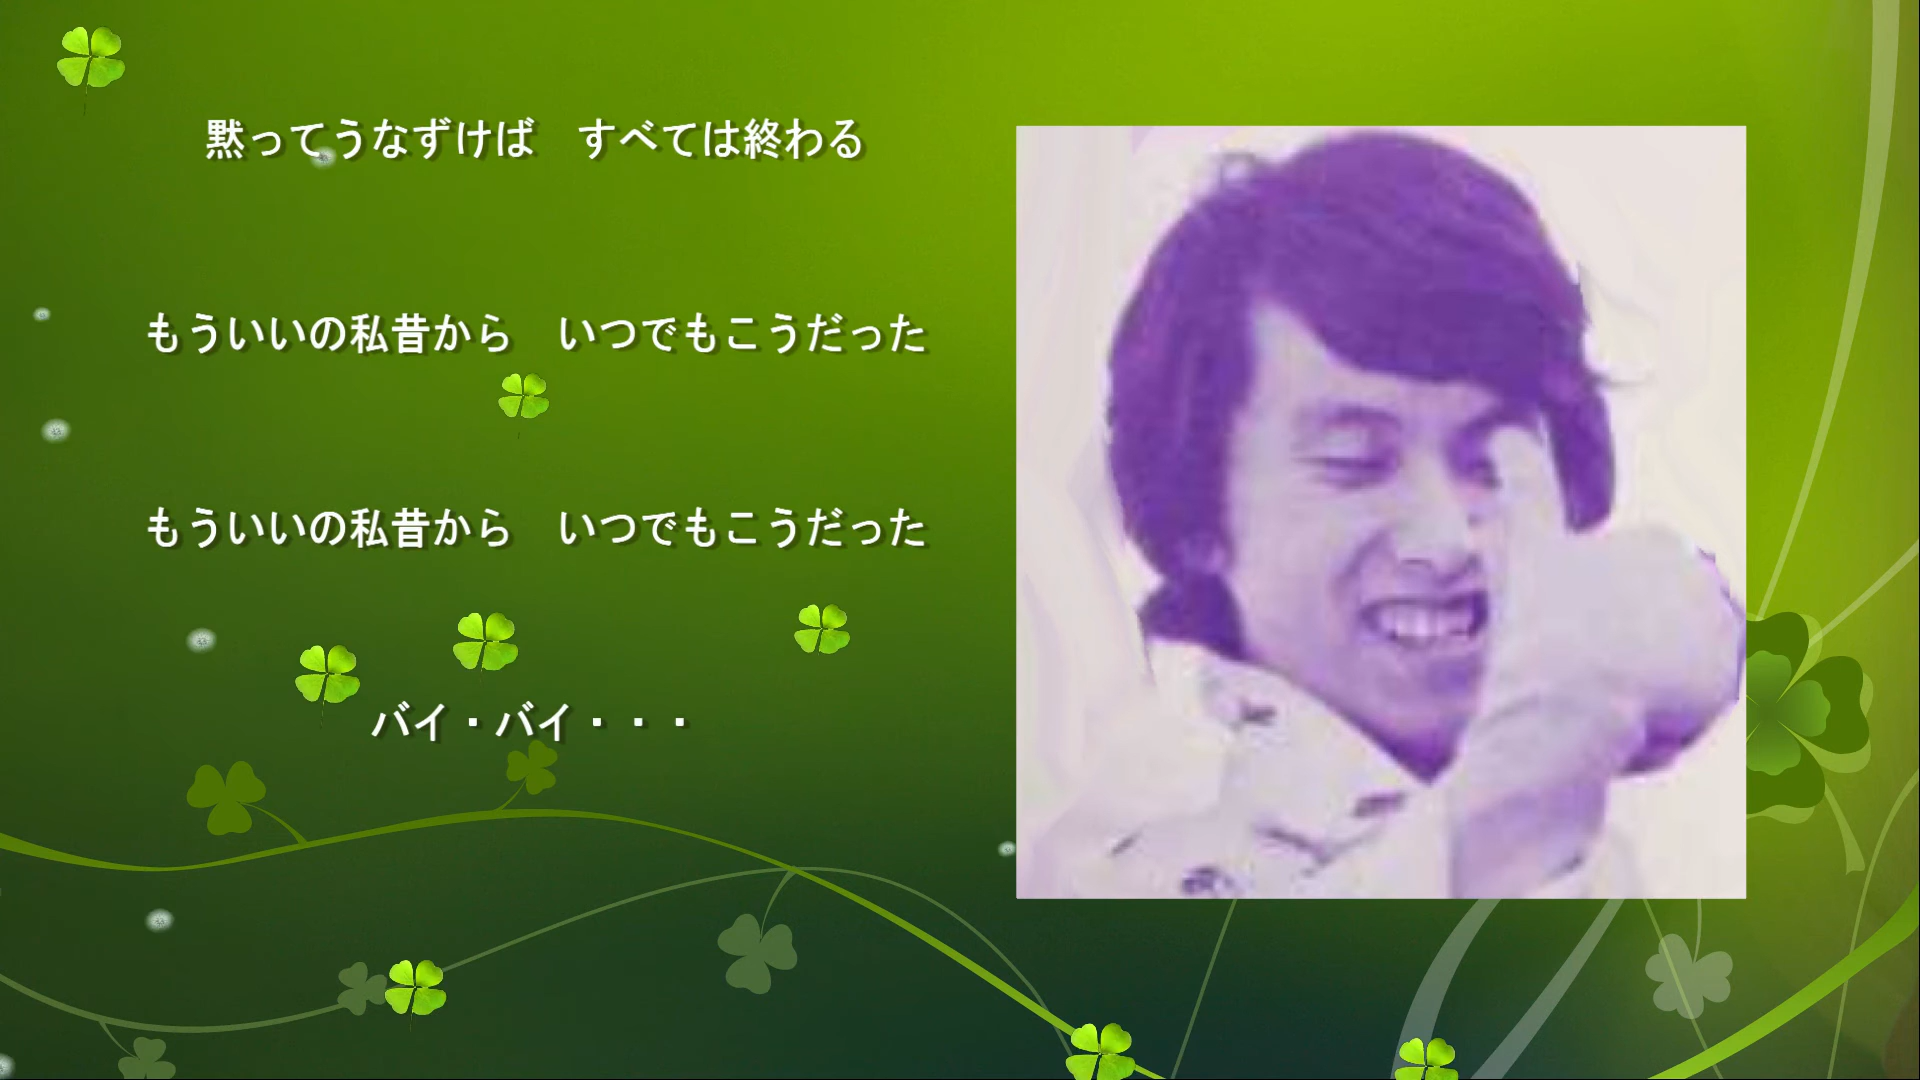 黙ってうなずけば　すべては終わる
もういいの私昔から　いつでもこうだった
もういいの私昔から　いつでもこうだった
バイ・バイ・・・